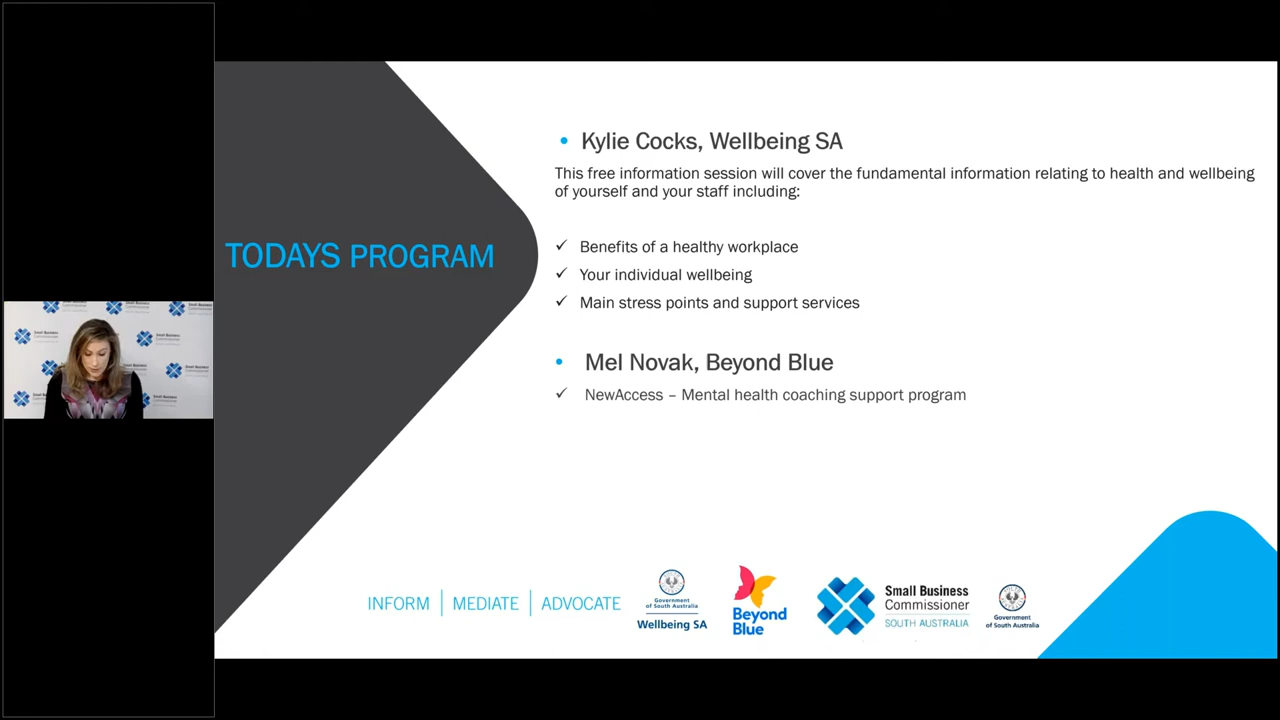 TODAYS PROGRAM
• Kylie Cocks, Wellbeing SA
This free information session will cover the fundamental information relating to health and wellbeing
of yourself and your staff including:
✓ Benefits of a healthy workplace
✓ Your individual wellbeing
✓ Main stress points and support services
• Mel Novak, Beyond Blue
✓ NewAccess – Mental health coaching support program
INFORM | MEDIATE | ADVOCATE
Government
of South Australia
Wellbeing SA
Beyond
Blue
Small Business
Commissioner
SOUTH AUSTRALIA
Government
of South Australia
Small Business
Commissioner